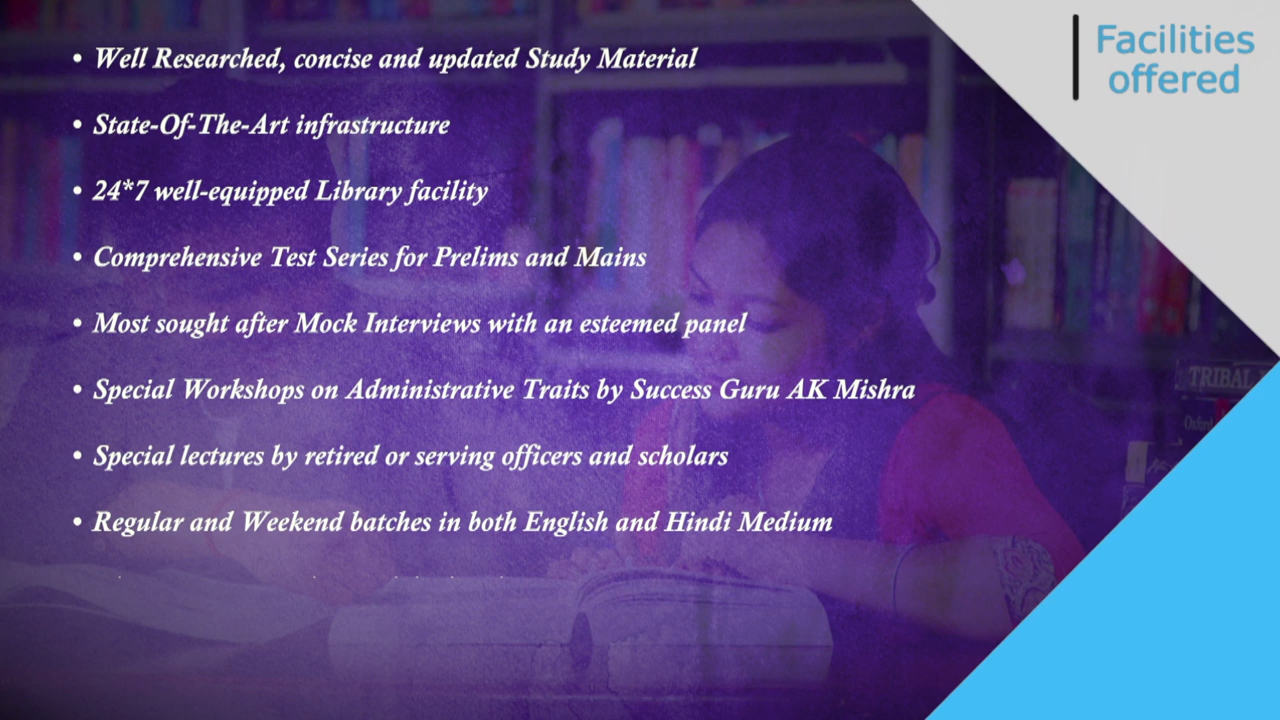 Facilities
offered
• Well Researched, concise and updated Study Material
• State-Of-The-Art infrastructure
• 24*7 well-equipped Library facility
• Comprehensive Test Series for Prelims and Mains
• Most sought after Mock Interviews with an esteemed panel
• Special Workshops on Administrative Traits by Success Guru AK Mishra
• Special lectures by retired or serving officers and scholars
• Regular and Weekend batches in both English and Hindi Medium
TRIBAL